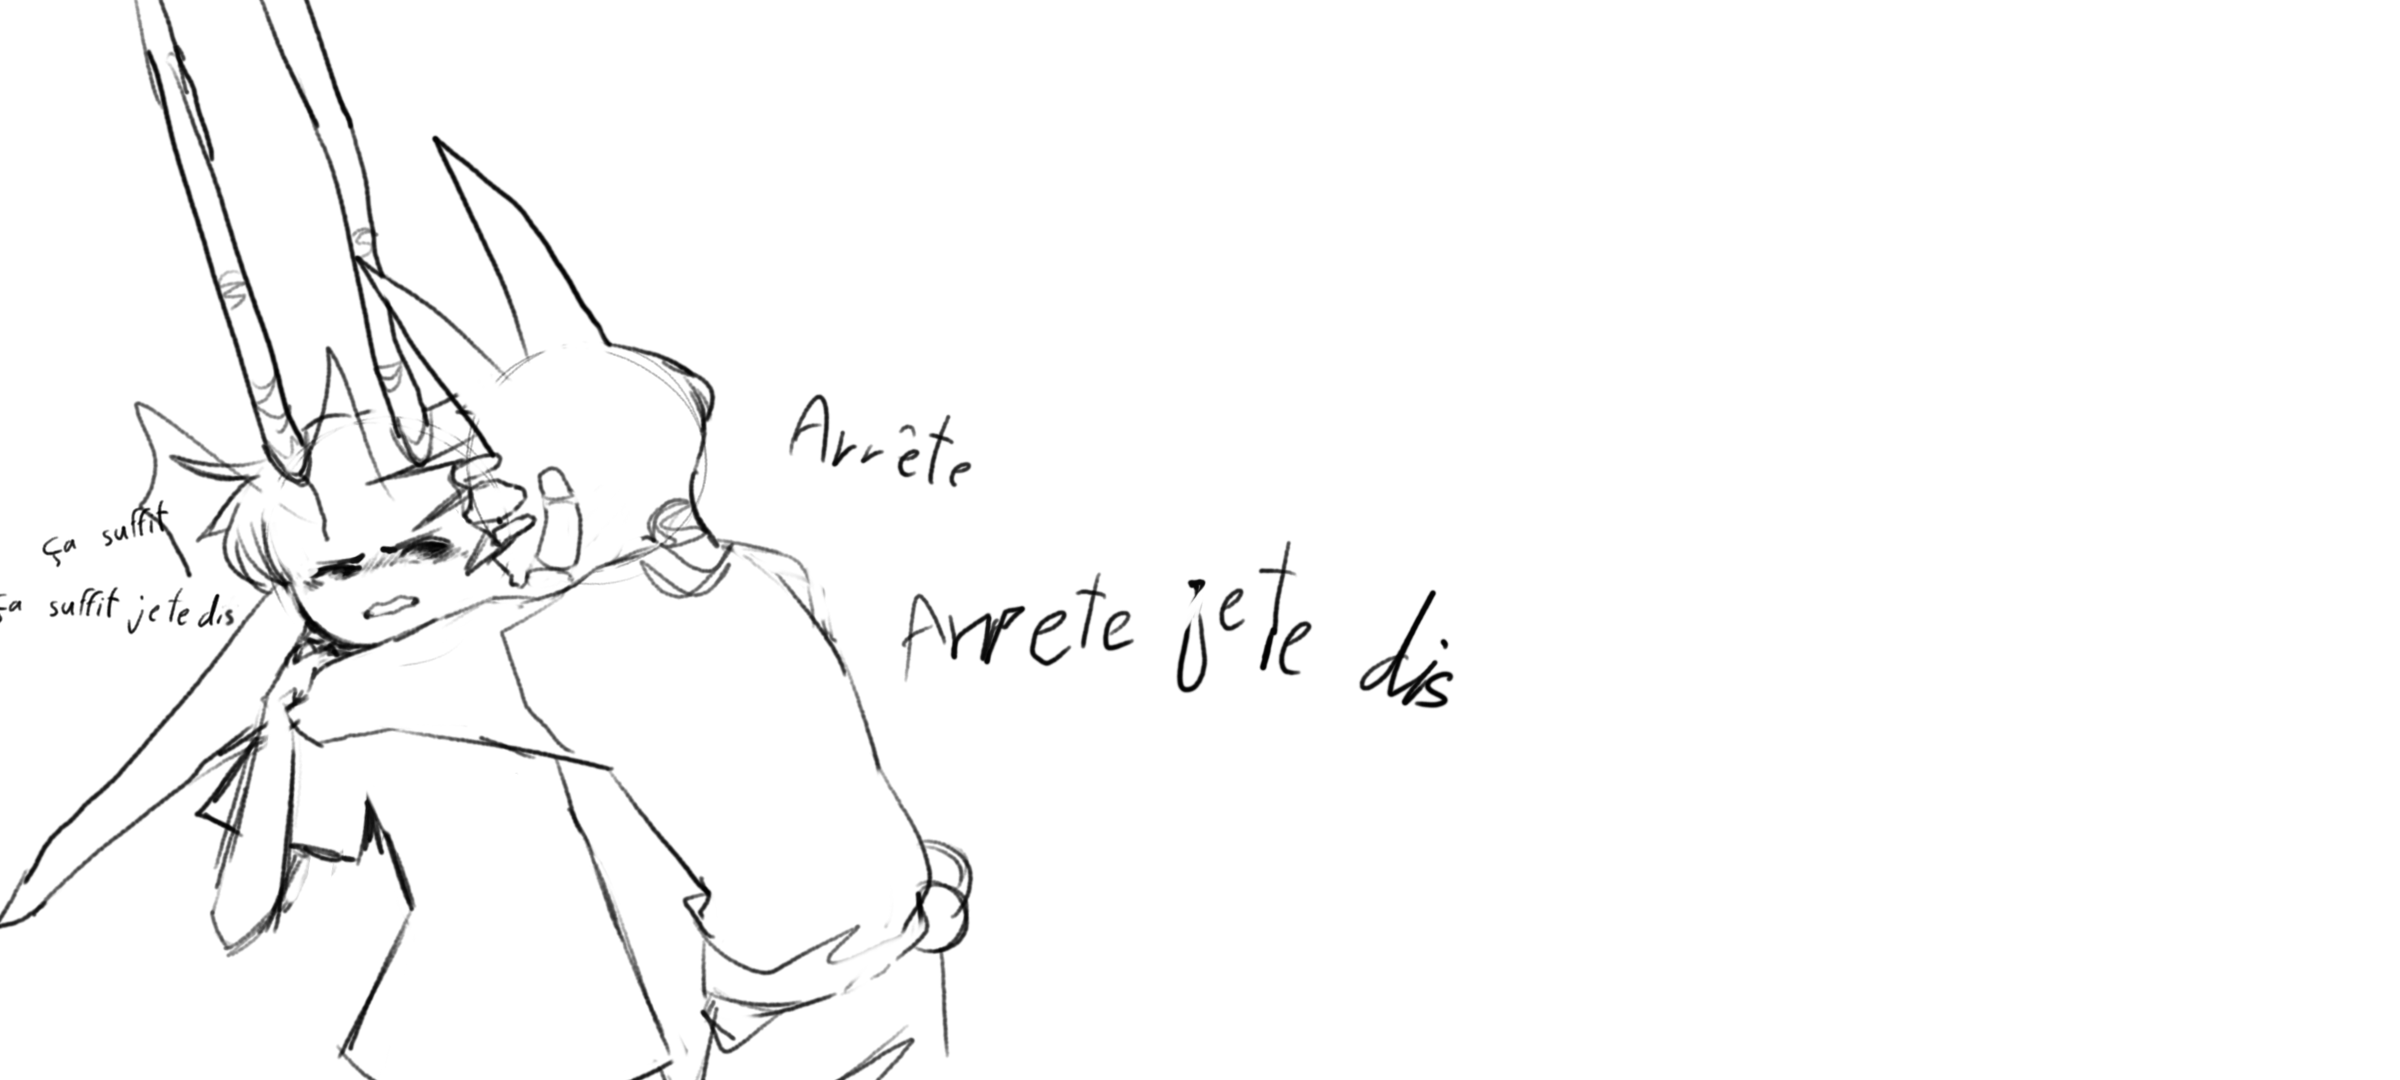 Arrête
ça suffit
ça suffit je te dis
Arrete je te dis